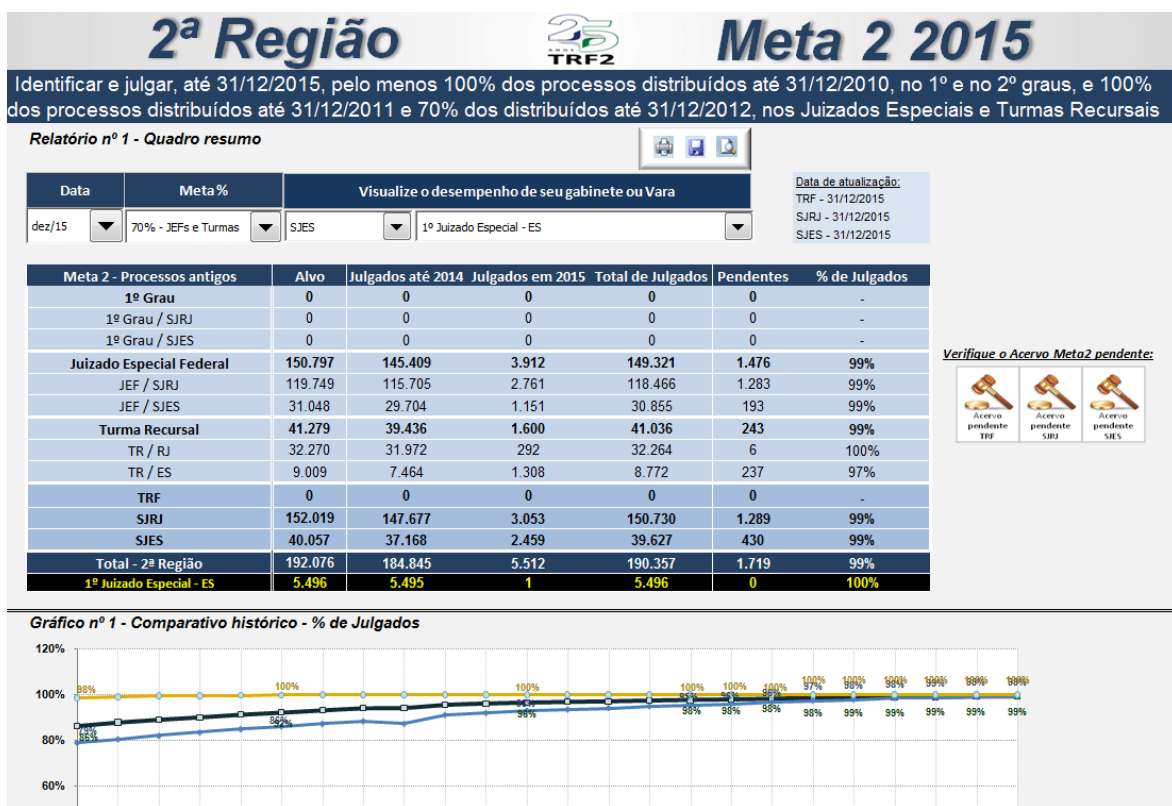 2ª Região
25 ANOS TRF2
Meta 2 2015
Identificar e julgar, até 31/12/2015, pelo menos 100% dos processos distribuídos até 31/12/2010, no 1º e no 2º graus, e 100%
dos processos distribuídos até 31/12/2011 e 70% dos distribuídos até 31/12/2012, nos Juizados Especiais e Turmas Recursais
Relatório nº 1 - Quadro resumo
Data Meta % Visualize o desempenho de seu gabinete ou Vara
dez/15 70% - JEFs e Turmas SJES 1º Juizado Especial - ES
Data de atualização:
TRF - 31/12/2015
SJRJ - 31/12/2015
SJES - 31/12/2015
Meta 2 - Processos antigos Alvo Julgados até 2014 Julgados em 2015 Total de Julgados Pendentes % de Julgados
1º Grau 0 0 0 0 0 -
1º Grau / SJRJ 0 0 0 0 0 -
1º Grau / SJES 0 0 0 0 0 -
Juizado Especial Federal 150.797 145.409 3.912 149.321 1.476 99%
JEF / SJRJ 119.749 115.705 2.761 118.466 1.283 99%
JEF / SJES 31.048 29.704 1.151 30.855 193 99%
Turma Recursal 41.279 39.436 1.600 41.036 243 99%
TR / RJ 32.270 31.972 292 32.264 6 100%
TR / ES 9.009 7.464 1.308 8.772 237 97%
TRF 0 0 0 0 0 -
SJRJ 152.019 147.677 3.053 150.730 1.289 99%
SJES 40.057 37.168 2.459 39.627 430 99%
Total - 2ª Região 192.076 184.845 5.512 190.357 1.719 99%
1º Juizado Especial - ES 5.496 5.495 1 5.496 0 100%
Verifique o Acervo Meta2 pendente:
Acervo pendente TRF
Acervo pendente SJRJ
Acervo pendente SJES
Gráfico nº 1 - Comparativo histórico - % de Julgados
120%
100%
80%
60%
98% 100% 100% 100% 100% 100% 100% 100% 100%
97% 98% 98%
98% 98% 98% 98% 99% 99% 99% 99% 99%